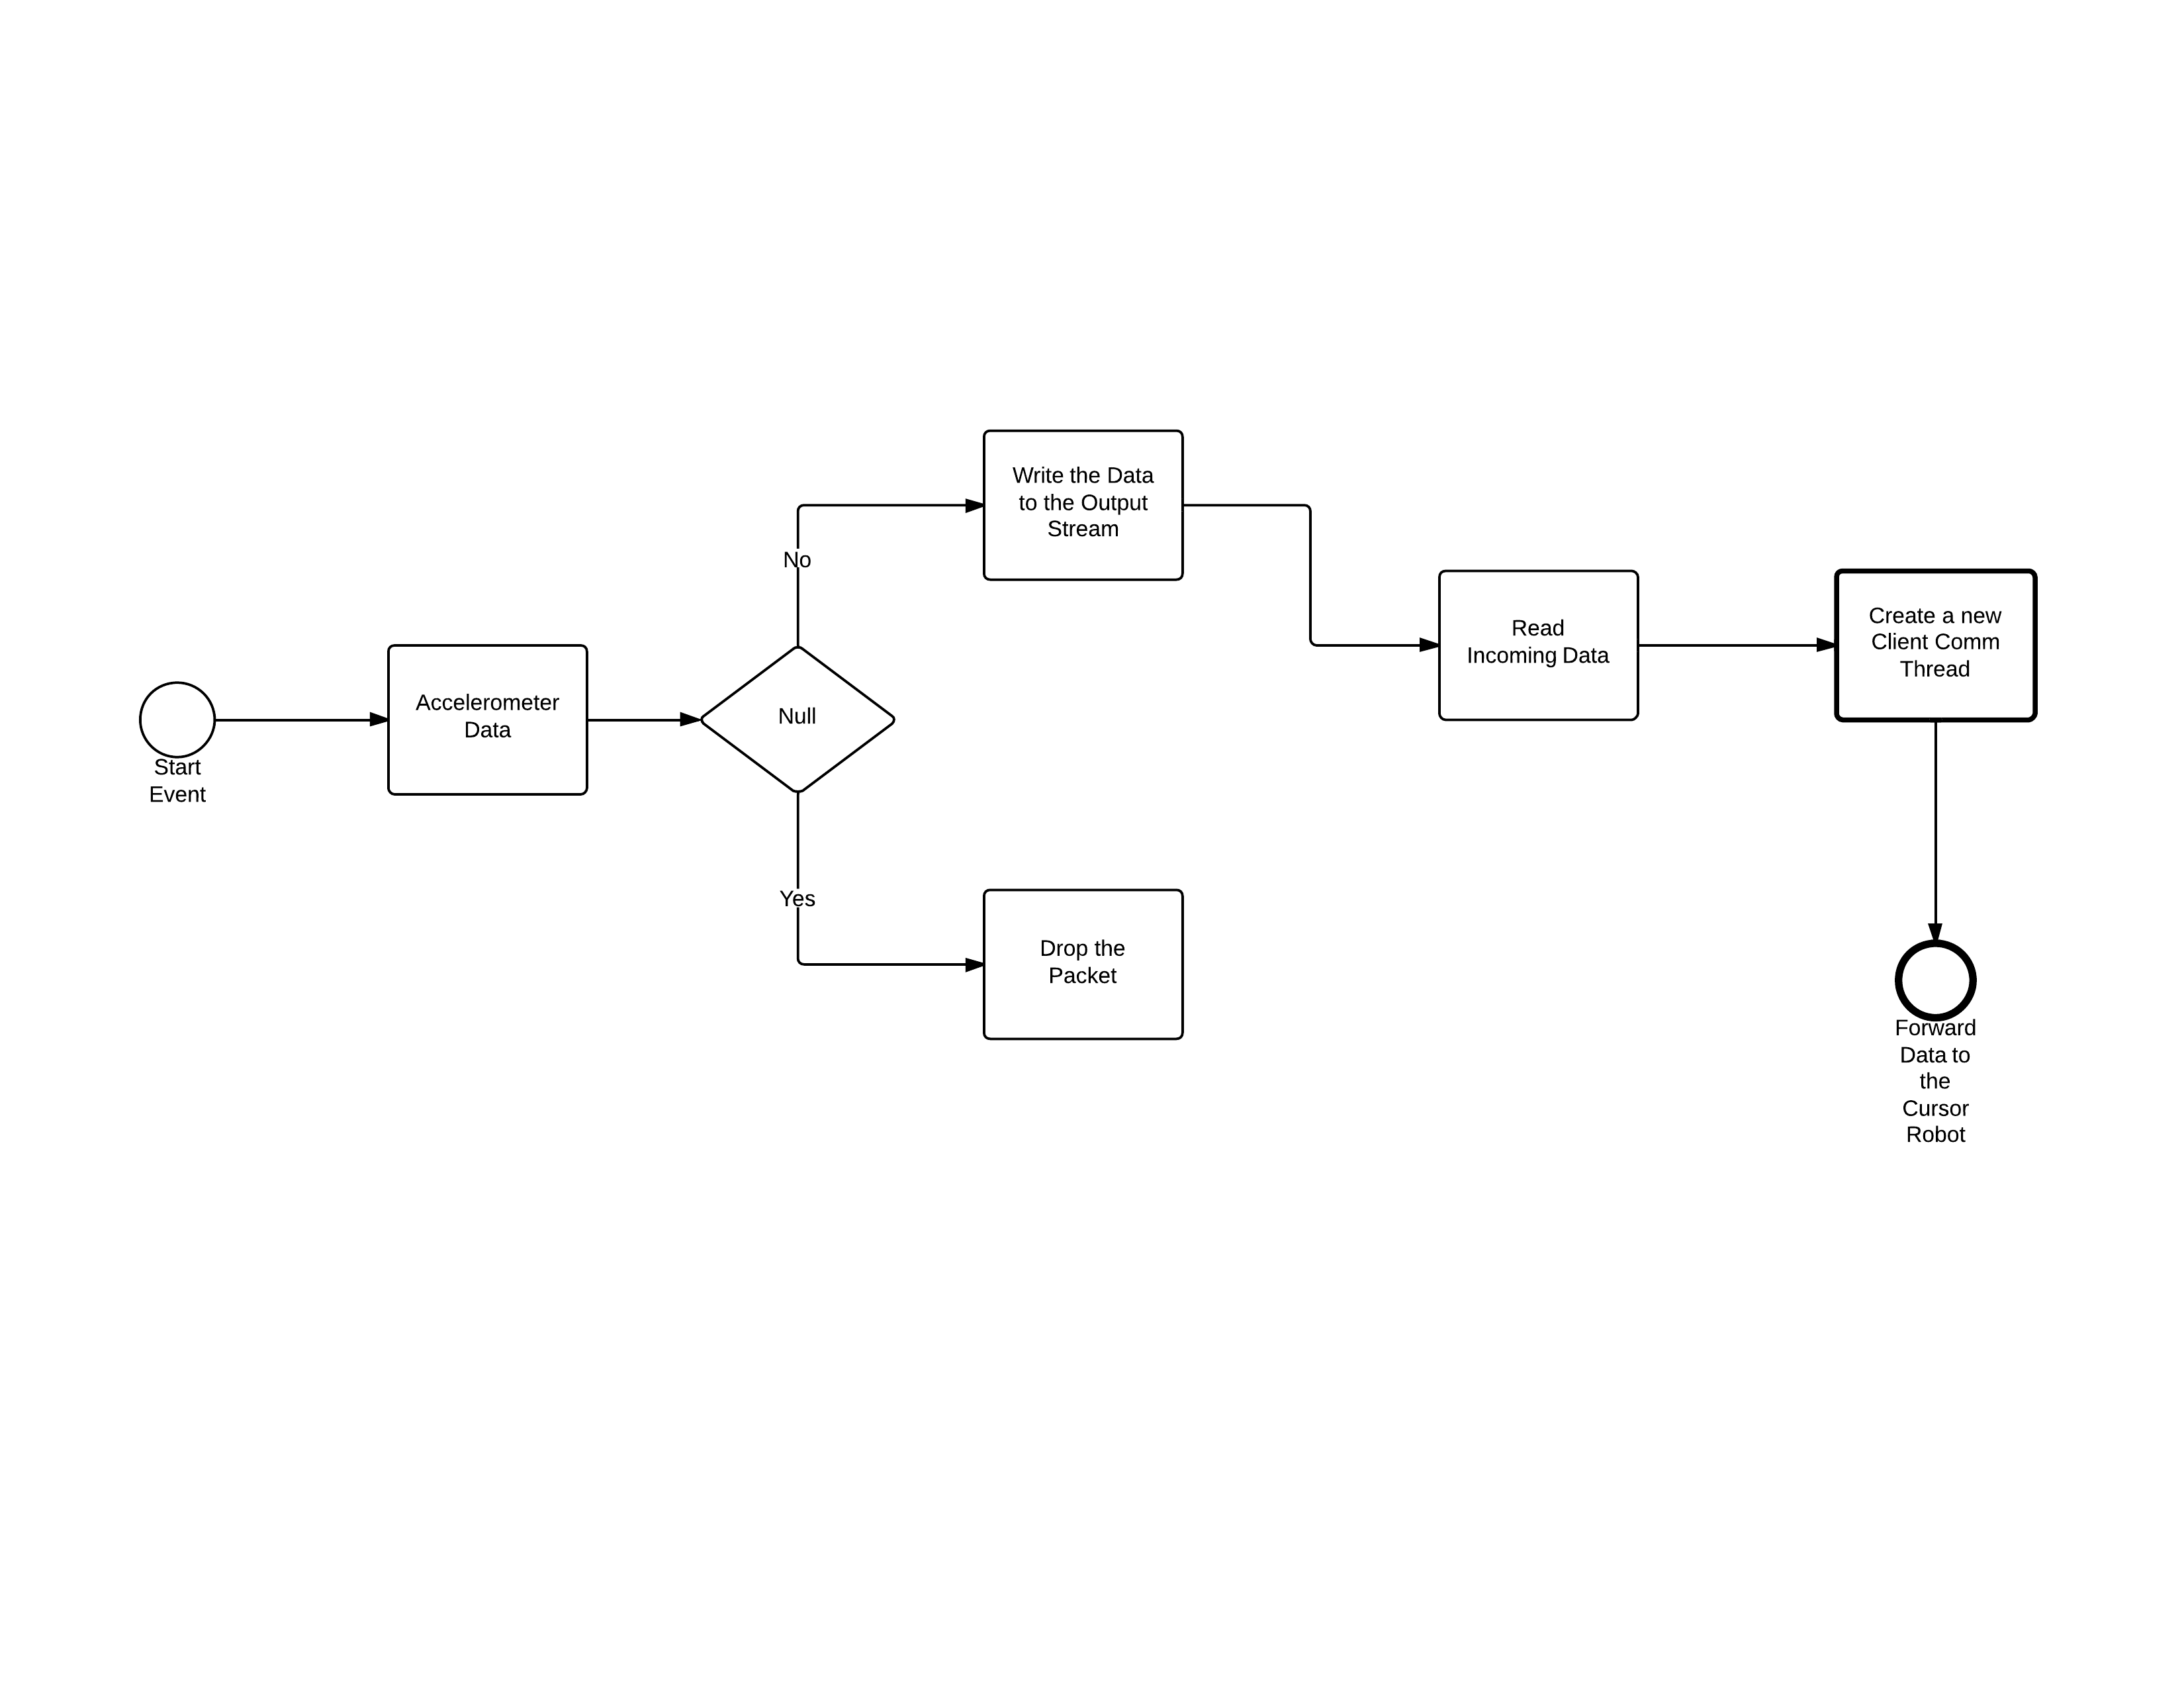 Start
Event
Accelerometer
Data
Null
No
Yes
Write the Data
to the Output
Stream
Drop the
Packet
Read
Incoming Data
Create a new
Client Comm
Thread
Forward
Data to
the
Cursor
Robot